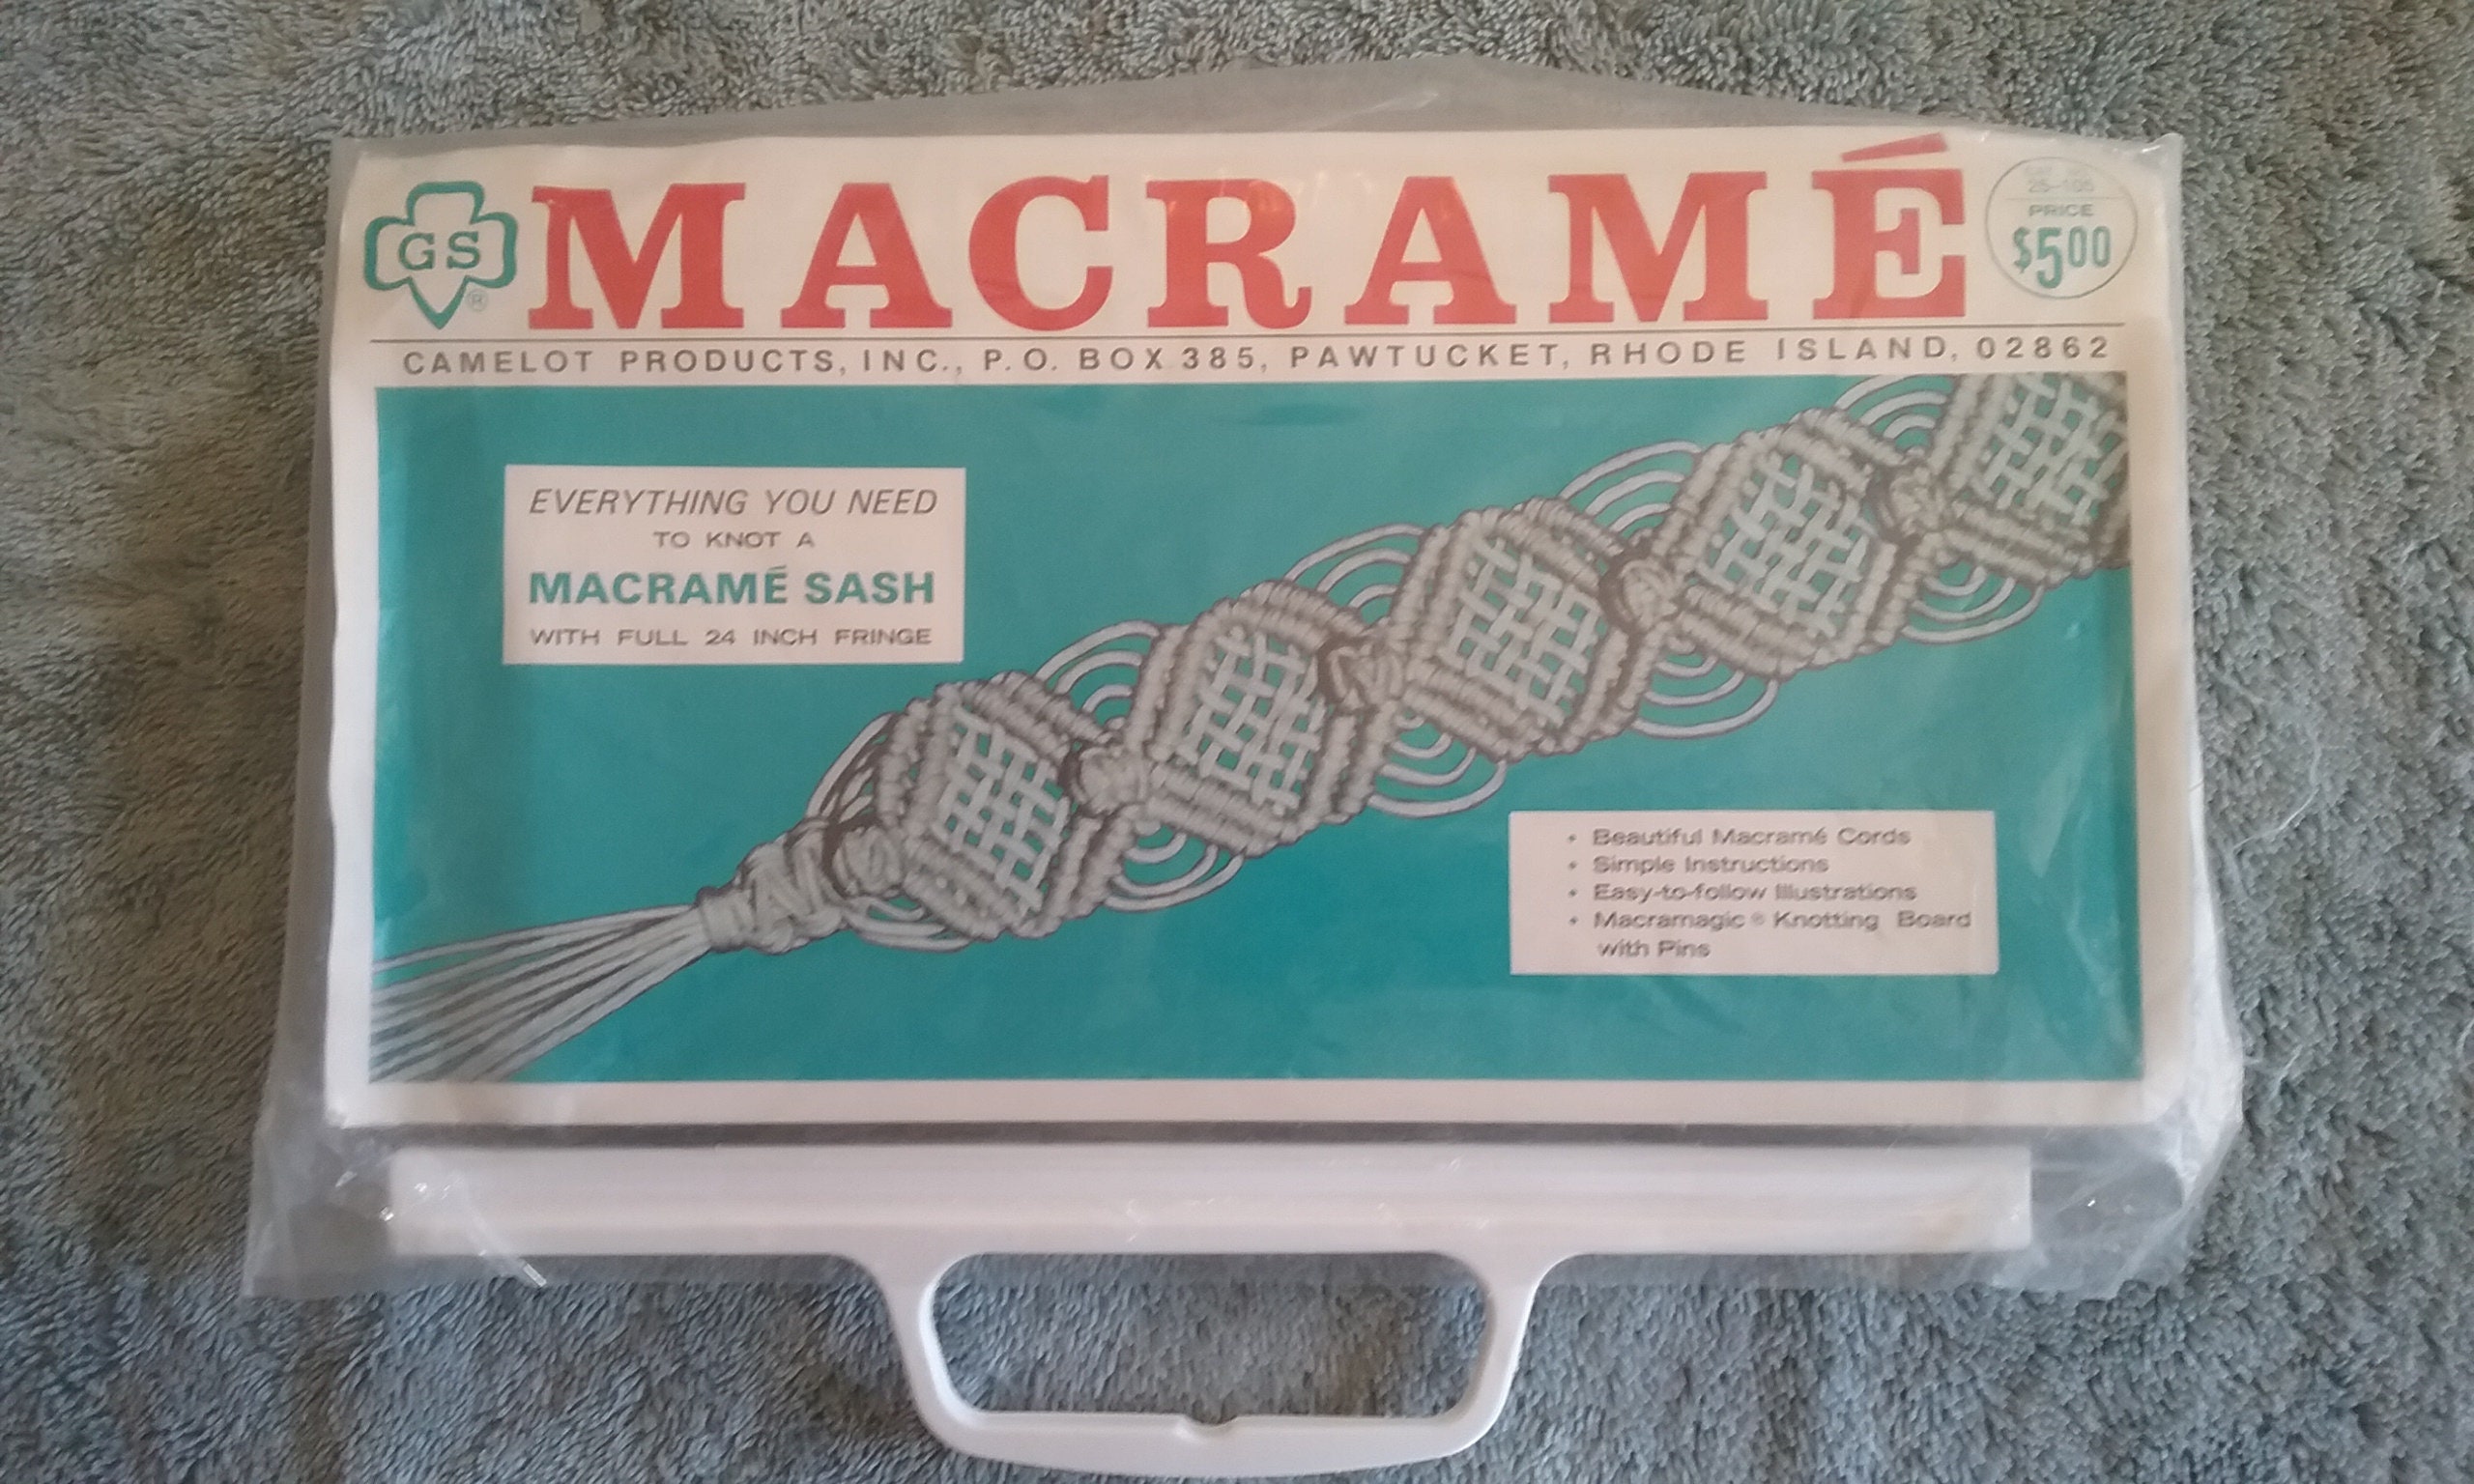 GS
®
MACRAMÉ
25-105
PRICE
$5.00
CAMELOT PRODUCTS, INC., P.O. BOX 385, PAWTUCKET, RHODE ISLAND, 02862
EVERYTHING YOU NEED
TO KNOT A
MACRAMÉ SASH
WITH FULL 24 INCH FRINGE
• Beautiful Macramé Cords
• Simple Instructions
• Easy-to-follow Illustrations
• Macramagic® Knotting Board
with Pins